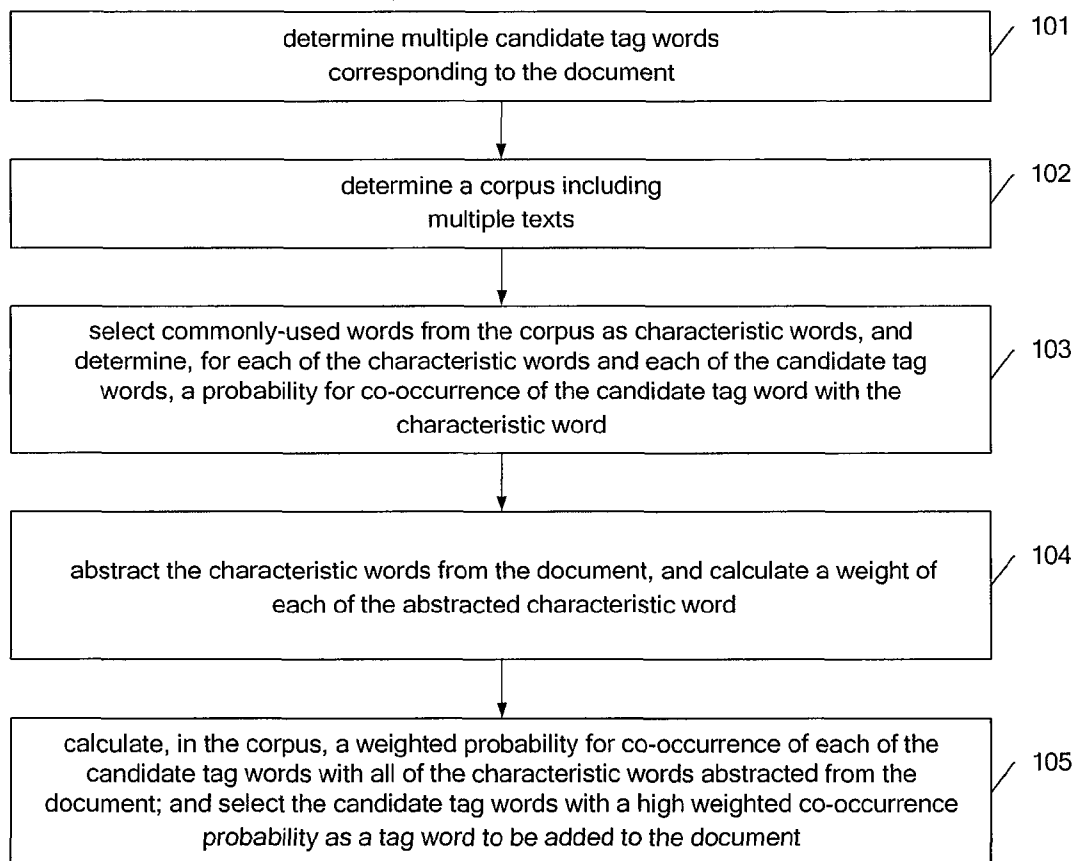 determine multiple candidate tag words
corresponding to the document
101
determine a corpus including
multiple texts
102
select commonly-used words from the corpus as characteristic words, and
determine, for each of the characteristic words and each of the candidate tag
words, a probability for co-occurrence of the candidate tag word with the
characteristic word
103
abstract the characteristic words from the document, and calculate a weight of
each of the abstracted characteristic word
104
calculate, in the corpus, a weighted probability for co-occurrence of each of the
candidate tag words with all of the characteristic words abstracted from the
document; and select the candidate tag words with a high weighted co-occurrence
probability as a tag word to be added to the document
105